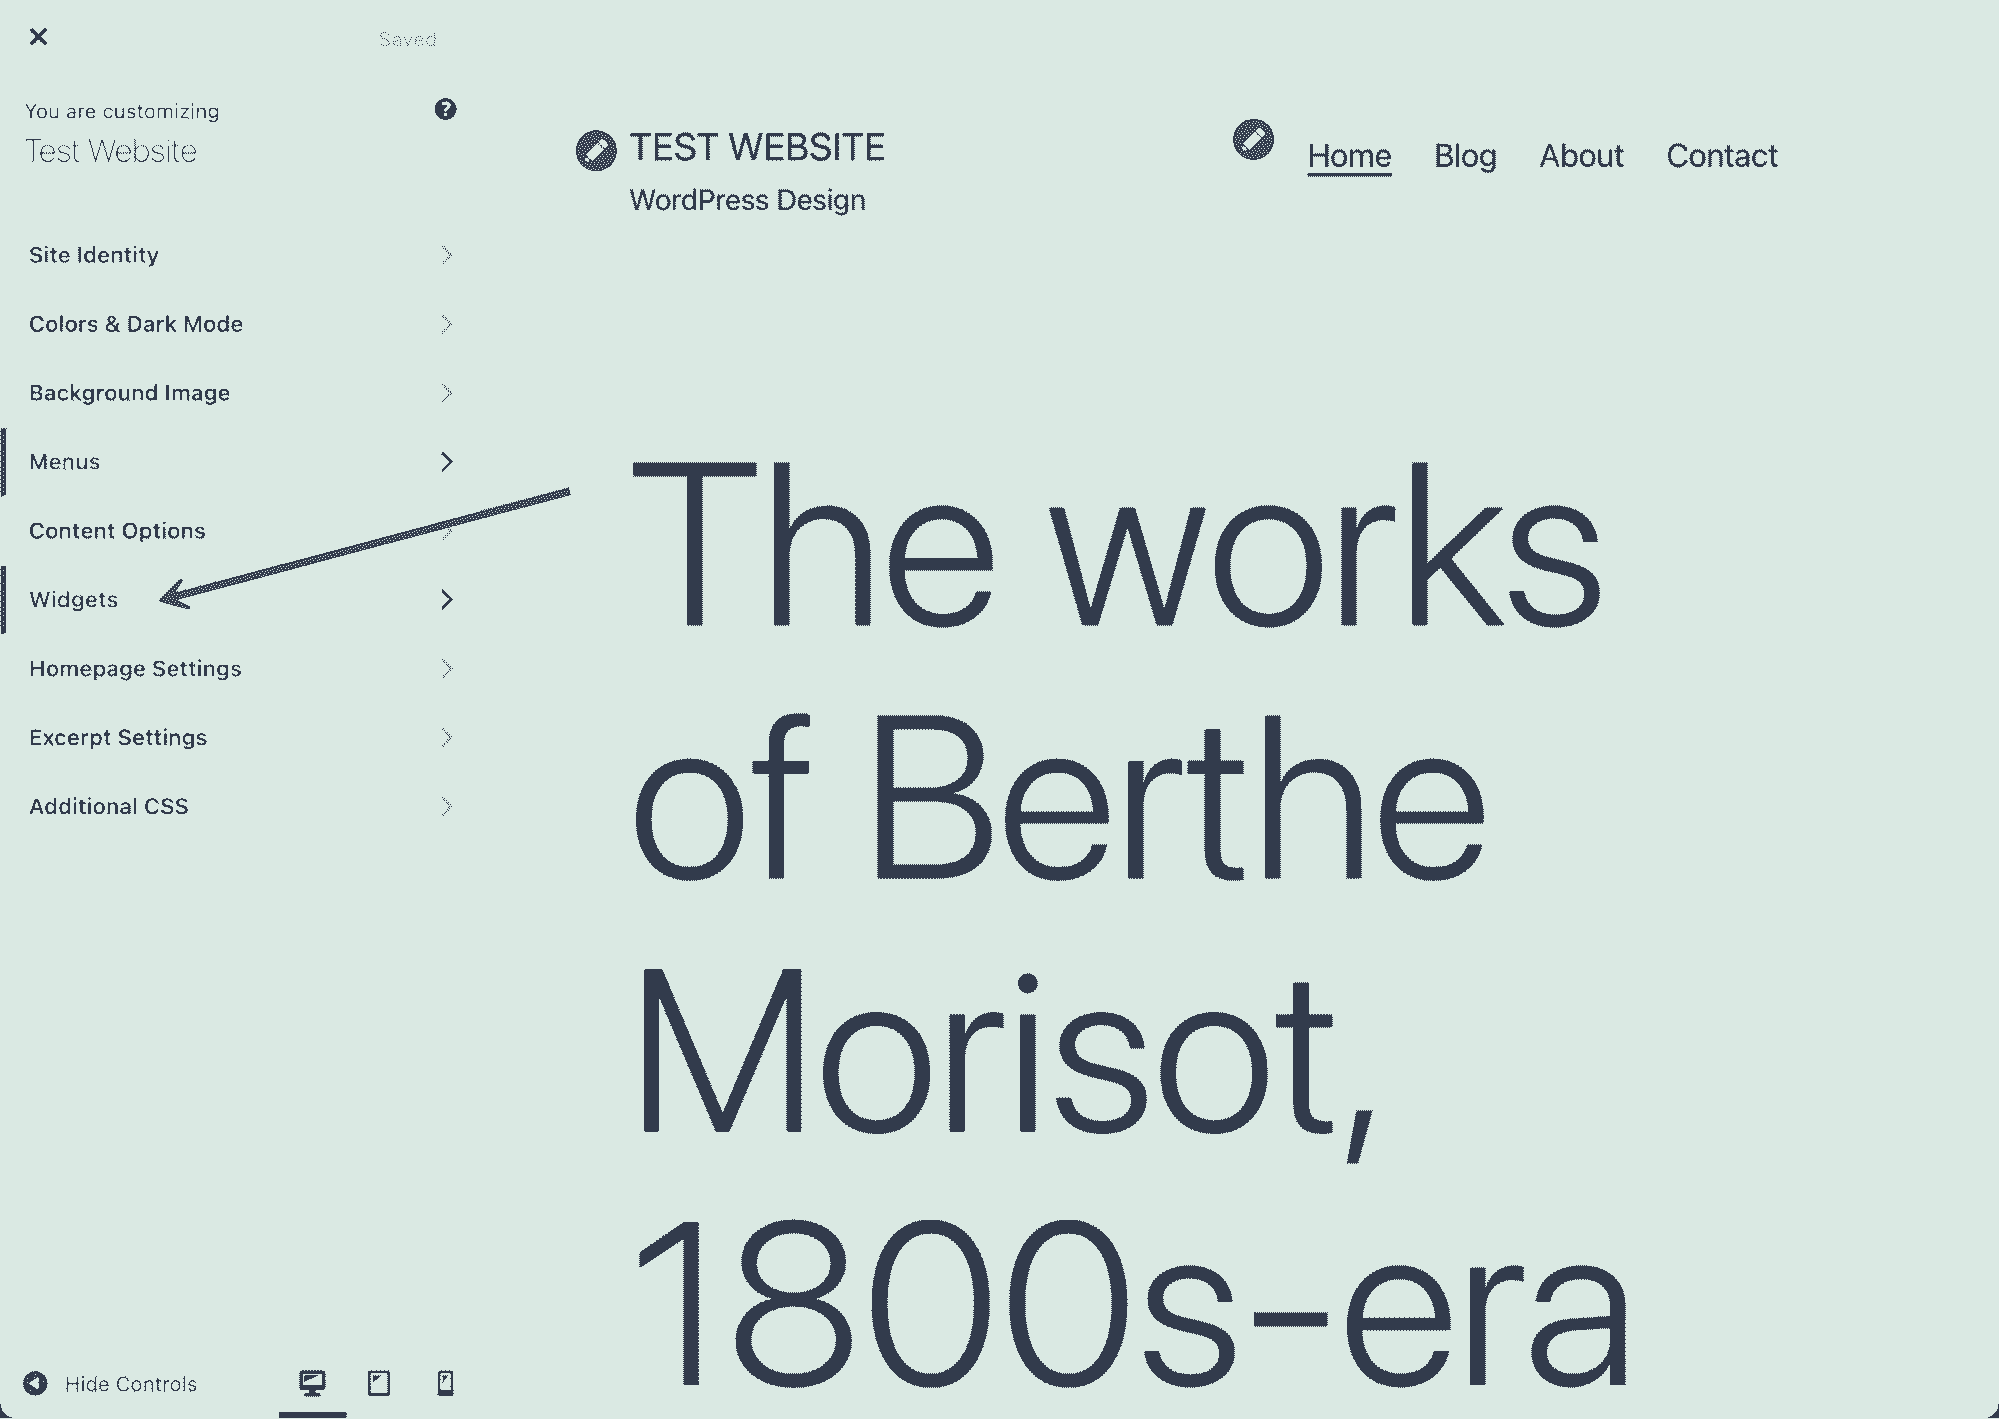 Saved
You are customizing
Test Website
Site Identity
Colors & Dark Mode
Background Image
Menus
Content Options
Widgets
Homepage Settings
Excerpt Settings
Additional CSS
Hide Controls
TEST WEBSITE
WordPress Design
Home Blog About Contact
The works
of Berthe
Morisot,
1800s-era